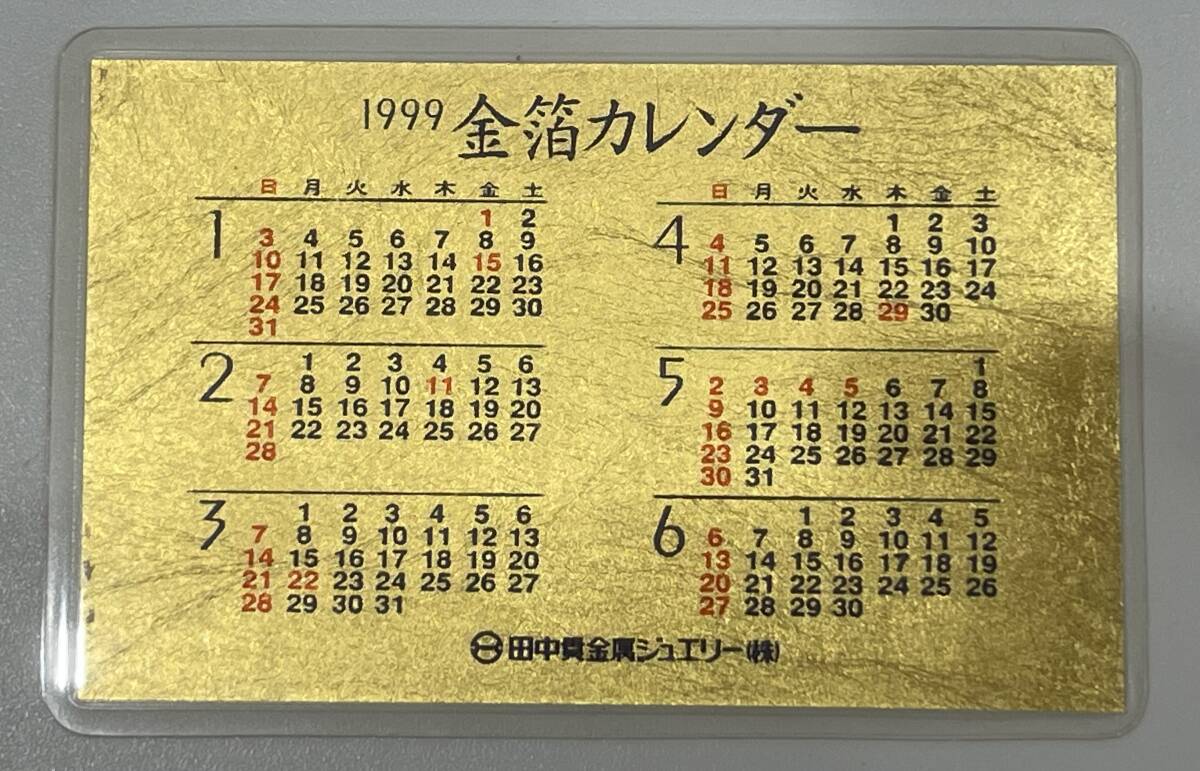 1999 金箔カレンダー
日 月 火 水 木 金 土
1
1 2
3 4 5 6 7 8 9
10 11 12 13 14 15 16
17 18 19 20 21 22 23
24 25 26 27 28 29 30
31
2
1 2 3 4 5 6
7 8 9 10 11 12 13
14 15 16 17 18 19 20
21 22 23 24 25 26 27
28
3
1 2 3 4 5 6
7 8 9 10 11 12 13
14 15 16 17 18 19 20
21 22 23 24 25 26 27
28 29 30 31
日 月 火 水 木 金 土
4
1 2 3
4 5 6 7 8 9 10
11 12 13 14 15 16 17
18 19 20 21 22 23 24
25 26 27 28 29 30
5
1
2 3 4 5 6 7 8
9 10 11 12 13 14 15
16 17 18 19 20 21 22
23 24 25 26 27 28 29
30 31
6
1 2 3 4 5
6 7 8 9 10 11 12
13 14 15 16 17 18 19
20 21 22 23 24 25 26
27 28 29 30
田中貴金属ジュエリー(株)